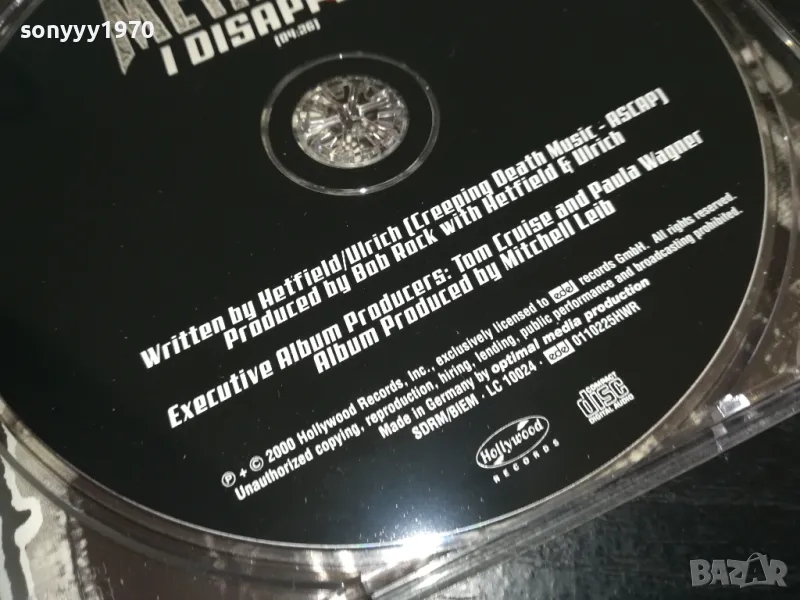 sonyyy1970
I DISAPP
[04:26]
Written by Hetfield/Ulrich [Creeping Death Music - ASCAP]
Produced by Bob Rock with Hetfield & Ulrich
Executive Album Producers: Tom Cruise and Paula Wagner
Album Produced by Mitchell Leib
℗ + © 2000 Hollywood Records, Inc., exclusively licensed to edel records GmbH. All rights reserved.
Unauthorized copying, reproduction, hiring, lending, public performance and broadcasting prohibited.
Made in Germany by optimal media production
SDRM/BIEM · LC 10024 · edel 0110225HWR
Hollywood
RECORDS
COMPACT
disc
DIGITAL AUDIO
BAZAR